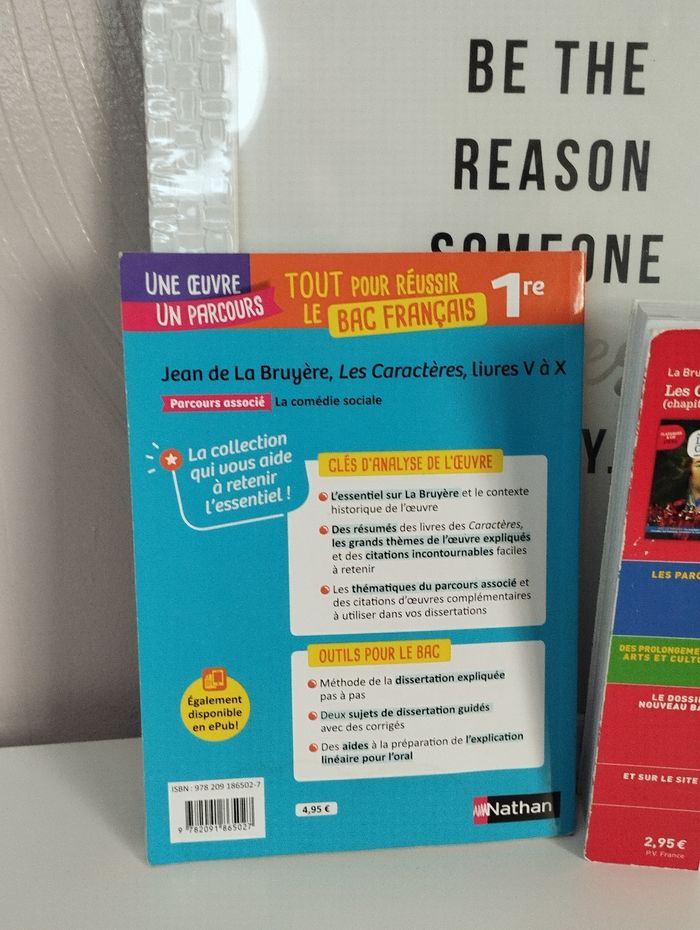 BE THE
REASON
SOMEONE
Y.
UNE ŒUVRE
UN PARCOURS
TOUT POUR RÉUSSIR
LE BAC FRANÇAIS
1re
Jean de La Bruyère, Les Caractères, livres V à X
Parcours associé La comédie sociale
La collection
qui vous aide
à retenir
l'essentiel !
CLÉS D'ANALYSE DE L'ŒUVRE
L'essentiel sur La Bruyère et le contexte
historique de l'œuvre
Des résumés des livres des Caractères,
les grands thèmes de l'œuvre expliqués
et des citations incontournables faciles
à retenir
Les thématiques du parcours associé et
des citations d'œuvres complémentaires
à utiliser dans vos dissertations
OUTILS POUR LE BAC
Méthode de la dissertation expliquée
pas à pas
Deux sujets de dissertation guidés
avec des corrigés
Des aides à la préparation de l'explication
linéaire pour l'oral
Également
disponible
en ePub!
ISBN : 978 209 186502-7
9 782091 865027
4,95 €
Nathan
La Bru
Les C
(chapit
LES PARC
DES PROLONGEME
ARTS ET CULTU
LE DOSSI
NOUVEAU BA
ET SUR LE SITE
2,95 €
P.V. France